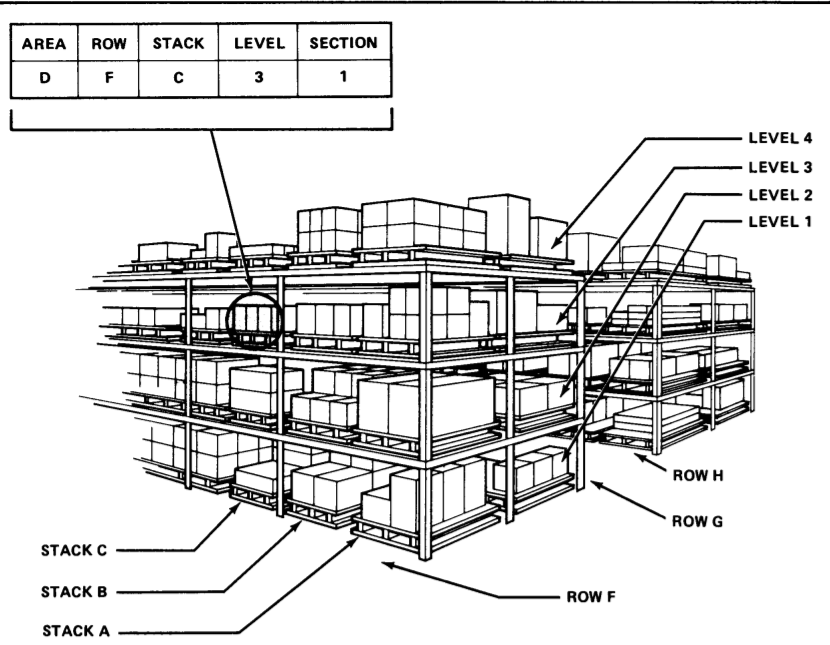 AREA ROW STACK LEVEL SECTION
D F C 3 1
LEVEL 4
LEVEL 3
LEVEL 2
LEVEL 1
ROW H
ROW G
STACK C
STACK B
ROW F
STACK A